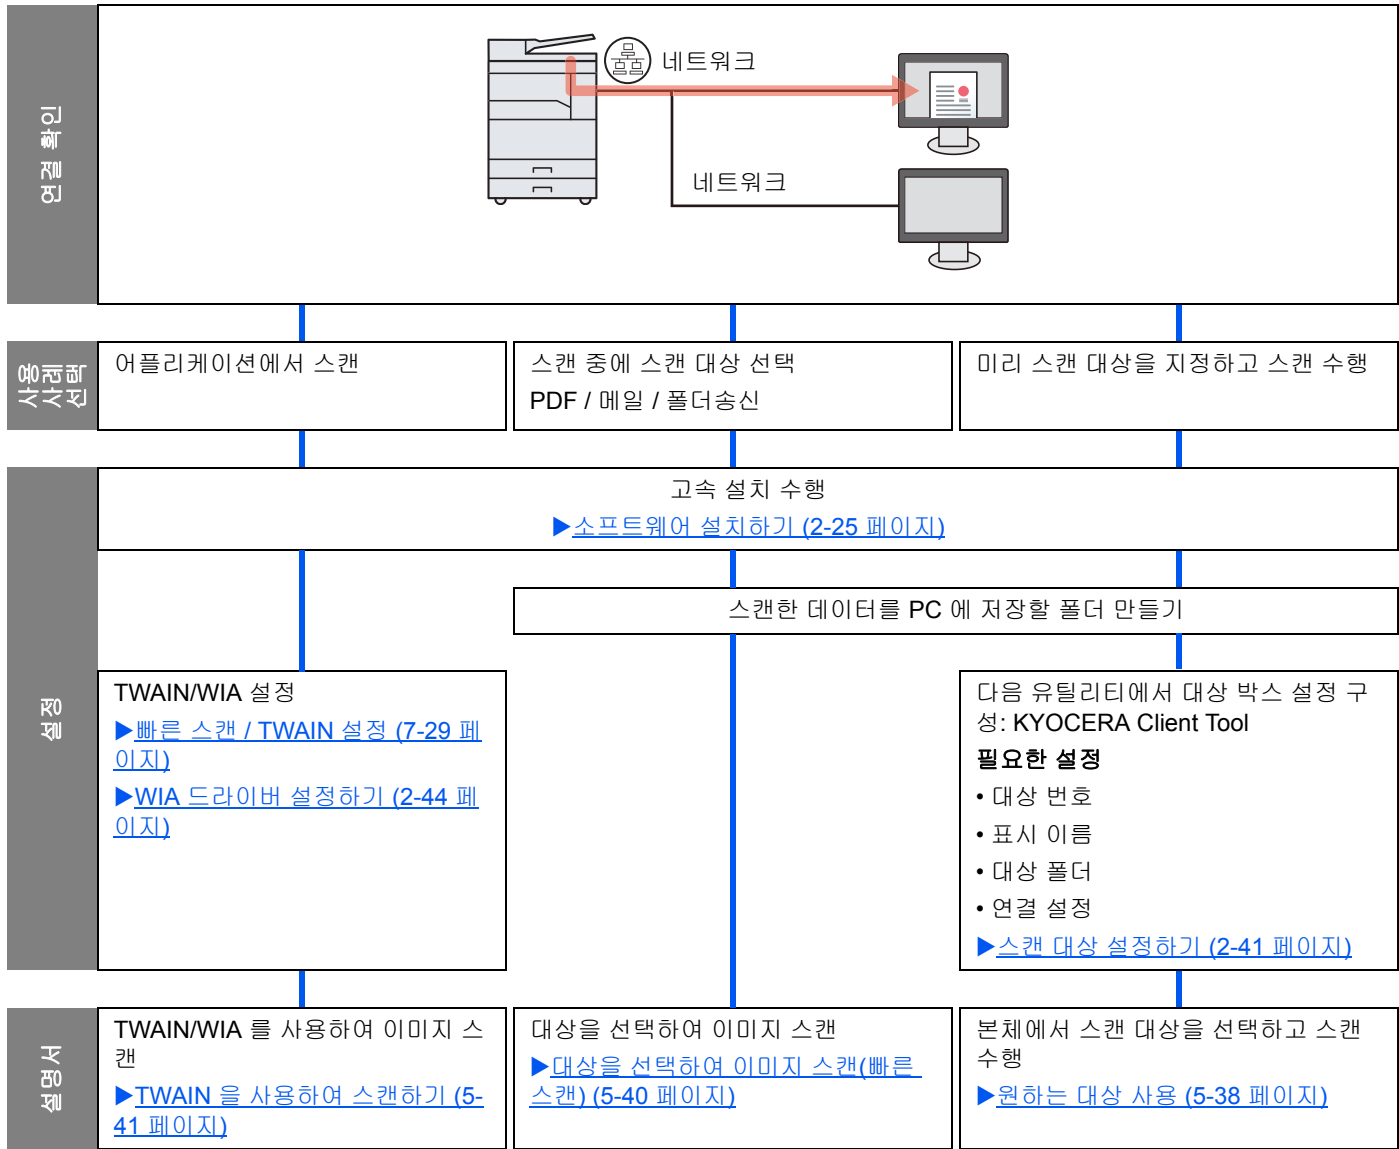 연결 확인
네트워크
네트워크
사용
사례
선택
어플리케이션에서 스캔
스캔 중에 스캔 대상 선택
PDF / 메일 / 폴더송신
미리 스캔 대상을 지정하고 스캔 수행
설정
고속 설치 수행
▶소프트웨어 설치하기 (2-25 페이지)
스캔한 데이터를 PC 에 저장할 폴더 만들기
TWAIN/WIA 설정
▶빠른 스캔 / TWAIN 설정 (7-29 페
이지)
▶WIA 드라이버 설정하기 (2-44 페
이지)
다음 유틸리티에서 대상 박스 설정 구
성: KYOCERA Client Tool
필요한 설정
• 대상 번호
• 표시 이름
• 대상 폴더
• 연결 설정
▶스캔 대상 설정하기 (2-41 페이지)
설명서
TWAIN/WIA 를 사용하여 이미지 스
캔
▶TWAIN 을 사용하여 스캔하기 (5-
41 페이지)
대상을 선택하여 이미지 스캔
▶대상을 선택하여 이미지 스캔(빠른
스캔) (5-40 페이지)
본체에서 스캔 대상을 선택하고 스캔
수행
▶원하는 대상 사용 (5-38 페이지)